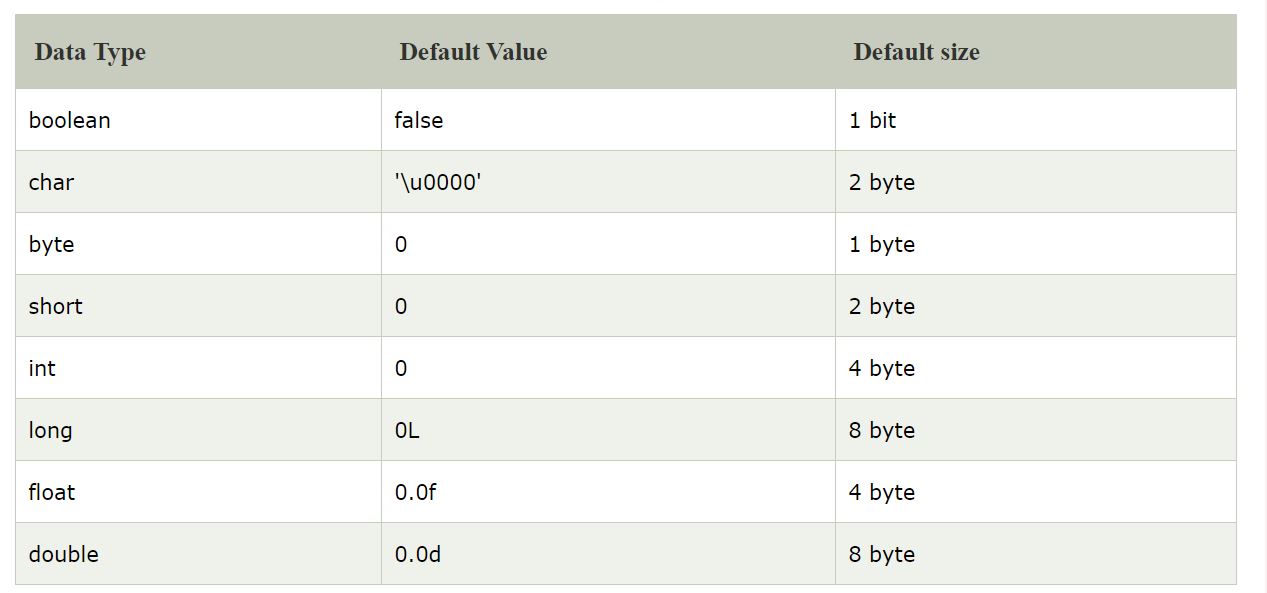 Data Type Default Value Default size
boolean false 1 bit
char '\u0000' 2 byte
byte 0 1 byte
short 0 2 byte
int 0 4 byte
long 0L 8 byte
float 0.0f 4 byte
double 0.0d 8 byte